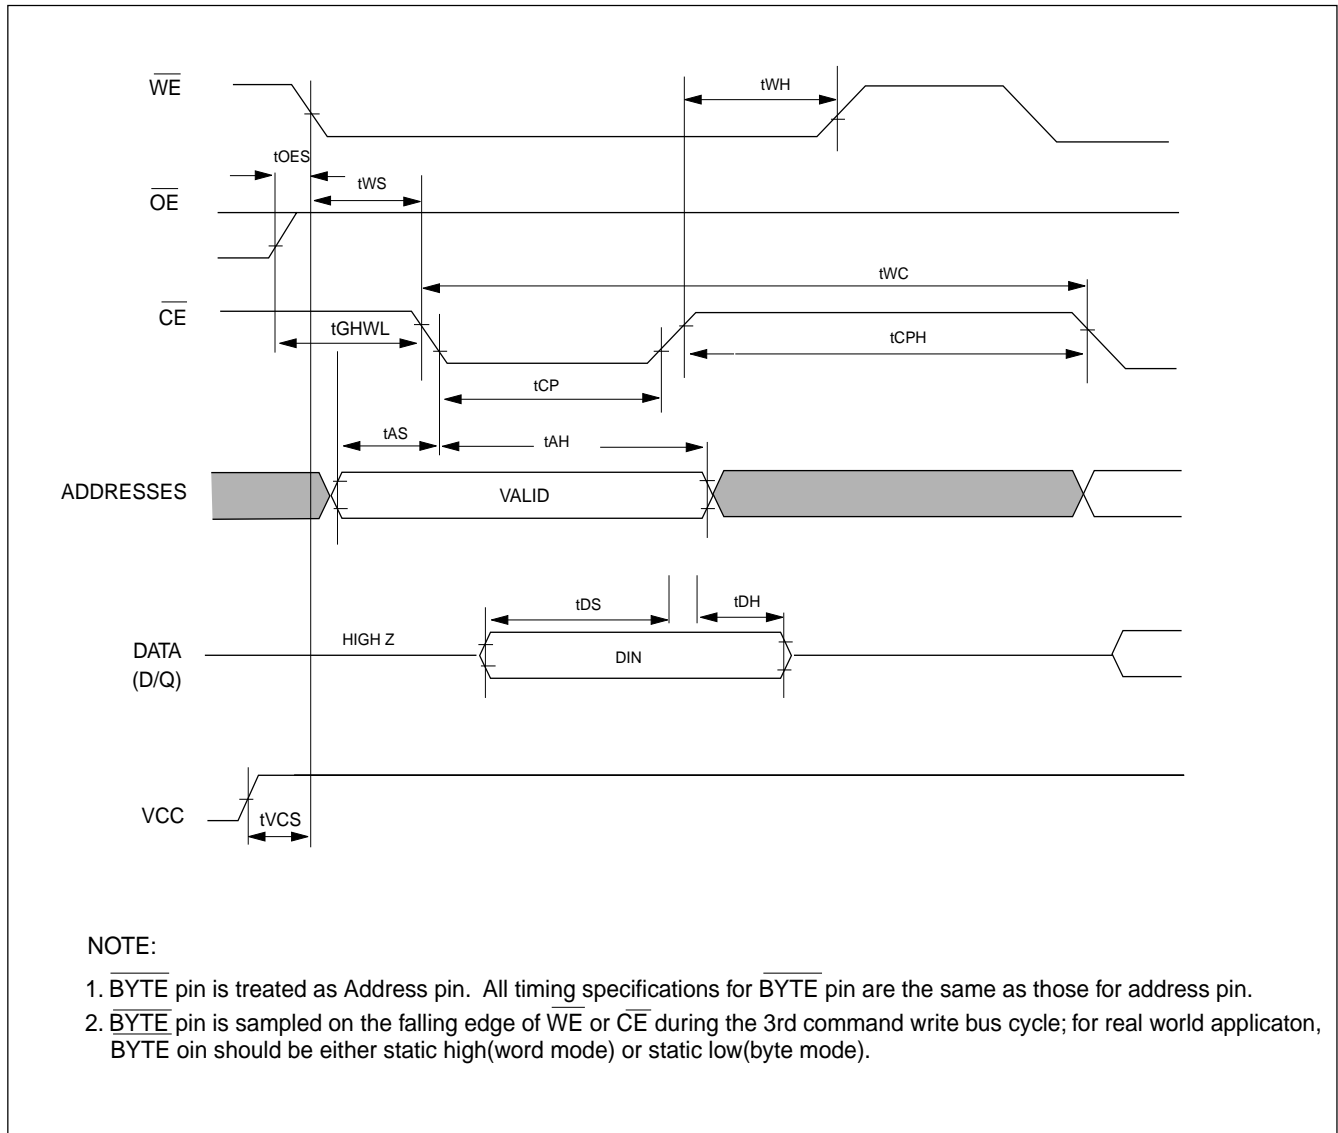 WE
tWH
tOES
tWS
OE
tWC
CE
tGHWL
tCPH
tCP
tAS
tAH
ADDRESSES
VALID
tDS
tDH
HIGH Z
DATA
(D/Q)
DIN
VCC
tVCS
NOTE:
1. BYTE pin is treated as Address pin. All timing specifications for BYTE pin are the same as those for address pin.
2. BYTE pin is sampled on the falling edge of WE or CE during the 3rd command write bus cycle; for real world applicaton,
BYTE oin should be either static high(word mode) or static low(byte mode).